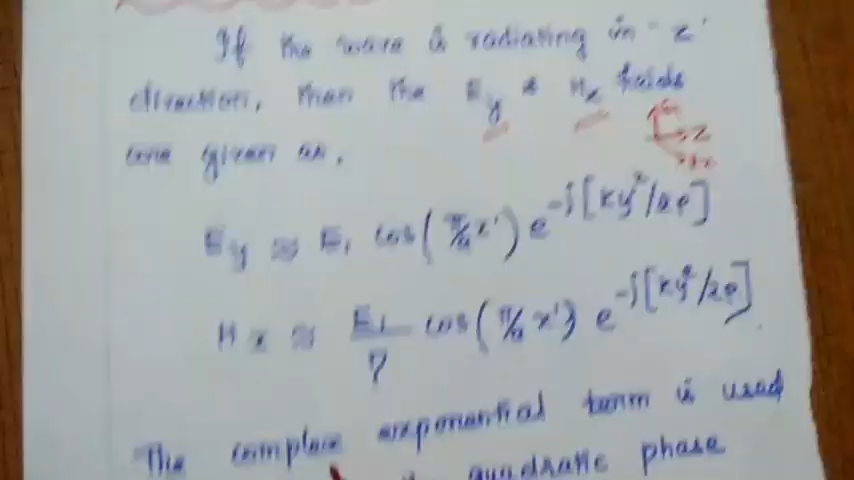 If the wave is radiating in 'z'
direction, then the Ey & Hx fields
are given as,
Z
Ey ≅ E1 cos(π/a x') e^-j[ky²/2ρ]
Hx ≅ E1/η cos(π/a x') e^-j[ky²/2ρ]
The complex exponential term is used
quadratic phase